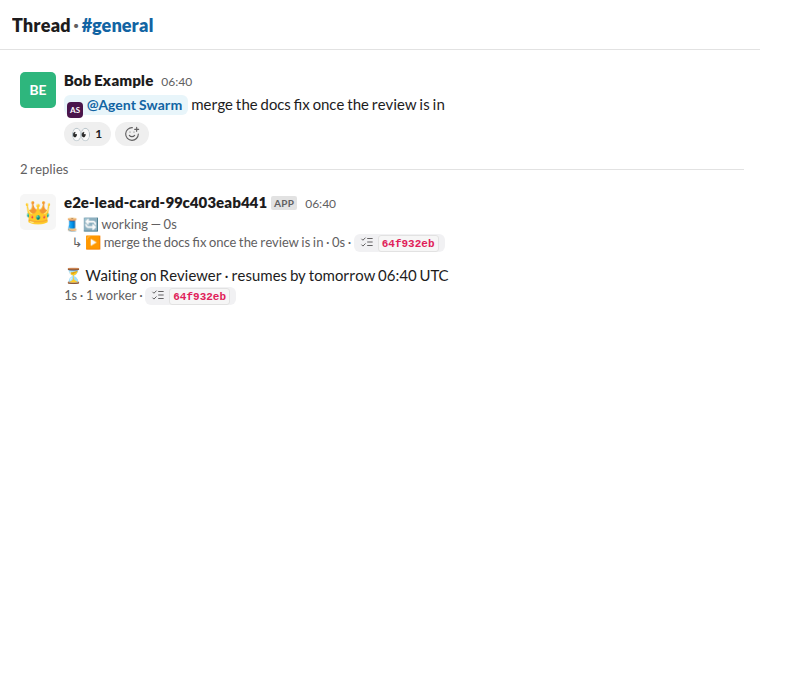 Thread · #general
BE
Bob Example 06:40
AS @Agent Swarm merge the docs fix once the review is in
👀 1
2 replies
e2e-lead-card-99c403eab441 APP 06:40
🧵 🔄 working — 0s
↳ ▶️ merge the docs fix once the review is in · 0s · 64f932eb
⏳ Waiting on Reviewer · resumes by tomorrow 06:40 UTC
1s · 1 worker · 64f932eb